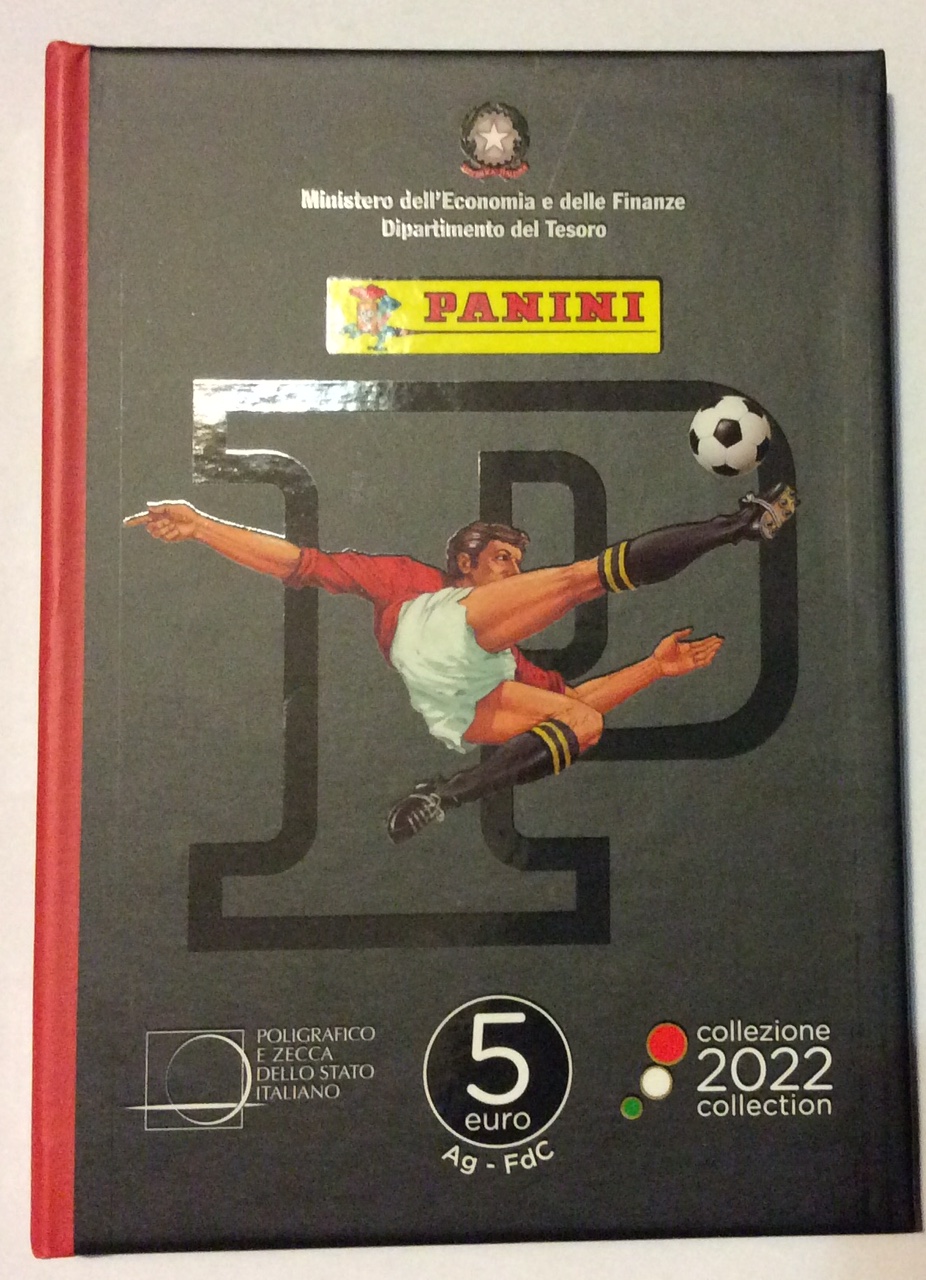 Ministero dell'Economia e delle Finanze
Dipartimento del Tesoro
PANINI
P
POLIGRAFICO
E ZECCA
DELLO STATO
ITALIANO
5
euro
Ag - FdC
collezione
2022
collection